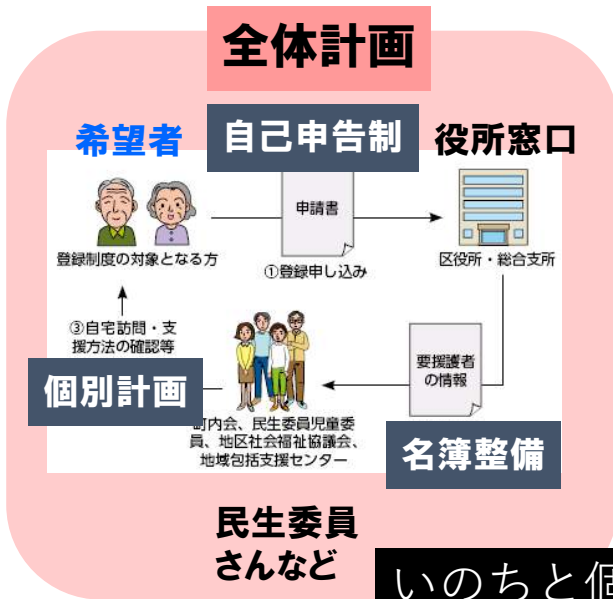 全体計画
希望者
自己申告制
役所窓口
申請書
登録制度の対象となる方
①登録申し込み
区役所・総合支所
③自宅訪問・支
援方法の確認等
要援護者
の情報
個別計画
町内会、民生委員児童委
員、地区社会福祉協議会、
地域包括支援センター
名簿整備
民生委員
さんなど
いのちと個